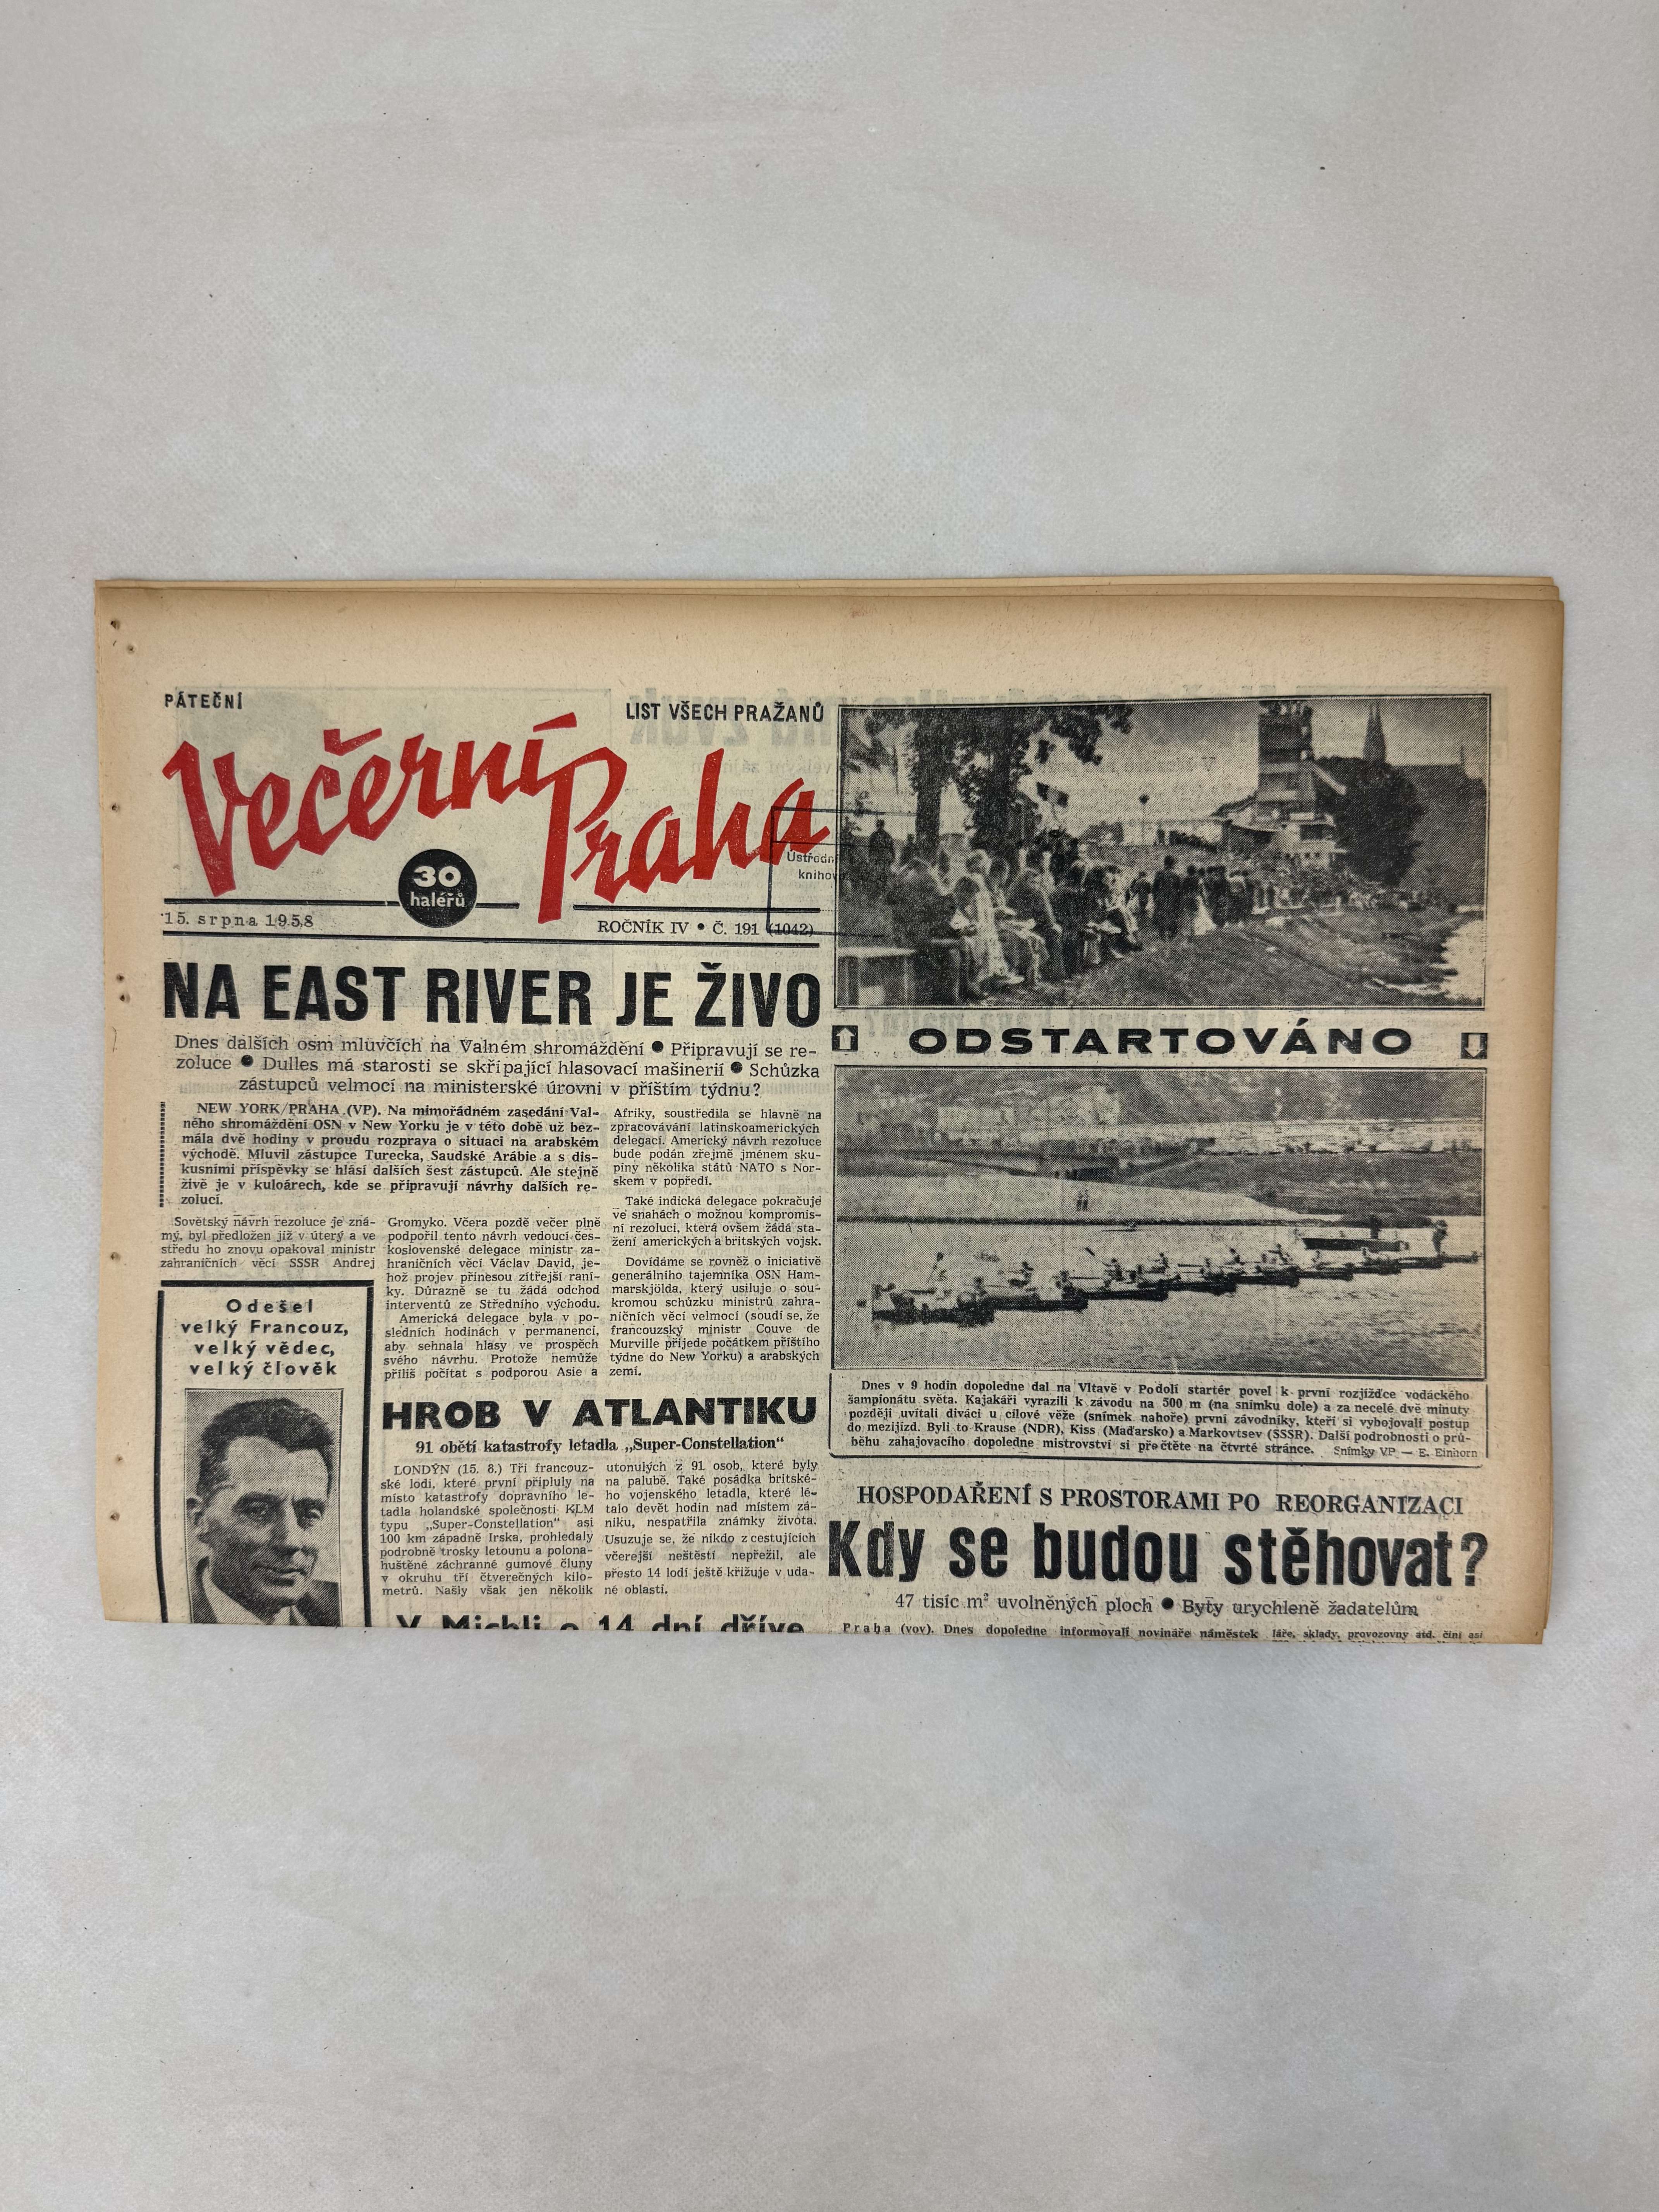 PÁTEČNÍ
LIST VŠECH PRAŽANŮ
Večerní
Praha
30
haléřů
Ústřední
knihov
15. srpna 1958
ROČNÍK IV • Č. 191 (1042)
NA EAST RIVER JE ŽIVO
Dnes dalších osm mluvčích na Valném shromáždění ● Připravují se re-
zoluce ● Dulles má starosti se skřípající hlasovací mašinerií ● Schůzka
zástupců velmocí na ministerské úrovni v příštím týdnu?
NEW YORK/PRAHA (VP). Na mimořádném zasedání Val-
ného shromáždění OSN v New Yorku je v této době už bez-
mála dvě hodiny v proudu rozprava o situaci na arabském
východě. Mluvil zástupce Turecka, Saudské Arábie a s dis-
kusními příspěvky se hlásí dalších šest zástupců. Ale stejně
živě je v kuloárech, kde se připravují návrhy dalších re-
zolucí.
Sovětský návrh rezoluce je zná-
mý, byl předložen již v úterý a ve
středu ho znovu opakoval ministr
zahraničních věcí SSSR Andrej
Gromyko. Včera pozdě večer plně
podpořil tento návrh vedoucí čes-
koslovenské delegace ministr za-
hraničních věcí Václav David, je-
hož projev přinesou zítřejší raní-
ky. Důrazně se tu žádá odchod
interventů ze Středního východu.
Americká delegace byla v po-
sledních hodinách v permanenci,
aby sehnala hlasy ve prospěch
svého návrhu. Protože nemůže
příliš počítat s podporou Asie a
Afriky, soustředila se hlavně na
zpracovávání latinskoamerických
delegací. Americký návrh rezoluce
bude podán zřejmě jménem sku-
piny několika států NATO s Nor-
skem v popředí.
Také indická delegace pokračuje
ve snahách o možnou kompromis-
ní rezoluci, která ovšem žádá sta-
žení amerických a britských vojsk.
Dovídáme se rovněž o iniciativě
generálního tajemníka OSN Ham-
marskjölda, který usiluje o sou-
kromou schůzku ministrů zahra-
ničních věcí velmocí (soudí se, že
francouzský ministr Couve de
Murville přijede počátkem příštího
týdne do New Yorku) a arabských
zemí.
Odešel
velký Francouz,
velký vědec,
velký člověk
HROB V ATLANTIKU
91 obětí katastrofy letadla „Super-Constellation“
LONDÝN (15. 8.) Tři francouz-
ské lodi, které první připluly na
místo katastrofy dopravního le-
tadla holandské společnosti KLM
typu „Super-Constellation“ asi
100 km západně Irska, prohledaly
podrobně trosky letounu a polona-
huštěné záchranné gumové čluny
v okruhu tří čtverečných kilo-
metrů. Našly však jen několik
utonulých z 91 osob, které byly
na palubě. Také posádka britské-
ho vojenského letadla, které lé-
talo devět hodin nad místem zá-
niku, nespatřila známky života.
Usuzuje se, že nikdo z cestujících
včerejší neštěstí nepřežil, ale
přesto 14 lodí ještě křižuje v uda-
né oblasti.
V Michli o 14 dní dříve
ODSTARTOVÁNO
Dnes v 9 hodin dopoledne dal na Vltavě v Podolí startér povel k první rozjížďce vodáckého
šampionátu světa. Kajakáři vyrazili k závodu na 500 m (na snímku dole) a za necelé dvě minuty
později uvítali diváci u cílové věže (snímek nahoře) první závodníky, kteří si vybojovali postup
do mezijízd. Byli to Krause (NDR), Kiss (Maďarsko) a Markovtsev (SSSR). Další podrobnosti o prů-
běhu zahajovacího dopoledne mistrovství si přečtěte na čtvrté stránce. Snímky VP — E. Einhorn
HOSPODAŘENÍ S PROSTORAMI PO REORGANIZACI
Kdy se budou stěhovat?
47 tisíc m² uvolněných ploch ● Byty urychleně žadatelům
Praha (vov). Dnes dopoledne informovali novináře náměstek
láře, sklady, provozovny atd. činí asi